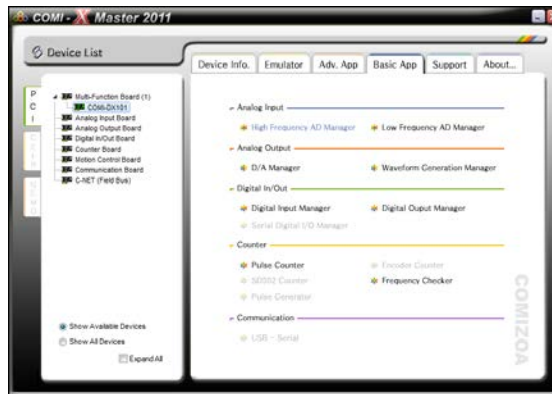 COMI - X Master 2011
Device List
Device Info.
Emulator
Adv. App
Basic App
Support
About...
P
C
I
Multi-Function Board (1)
COMI-DX101
Analog Input Board
Analog Output Board
Digital In/Out Board
Counter Board
Motion Control Board
Communication Board
C-NET (Field Bus)
Show Available Devices
Show All Devices
Expand All
Analog Input
High Frequency AD Manager
Low Frequency AD Manager
Analog Output
D/A Manager
Waveform Generation Manager
Digital In/Out
Digital Input Manager
Digital Ouput Manager
Serial Digital I/O Manager
Counter
Pulse Counter
Encoder Counter
Frequency Checker
Pulse Generator
Communication
USB - Serial
COMIZOA